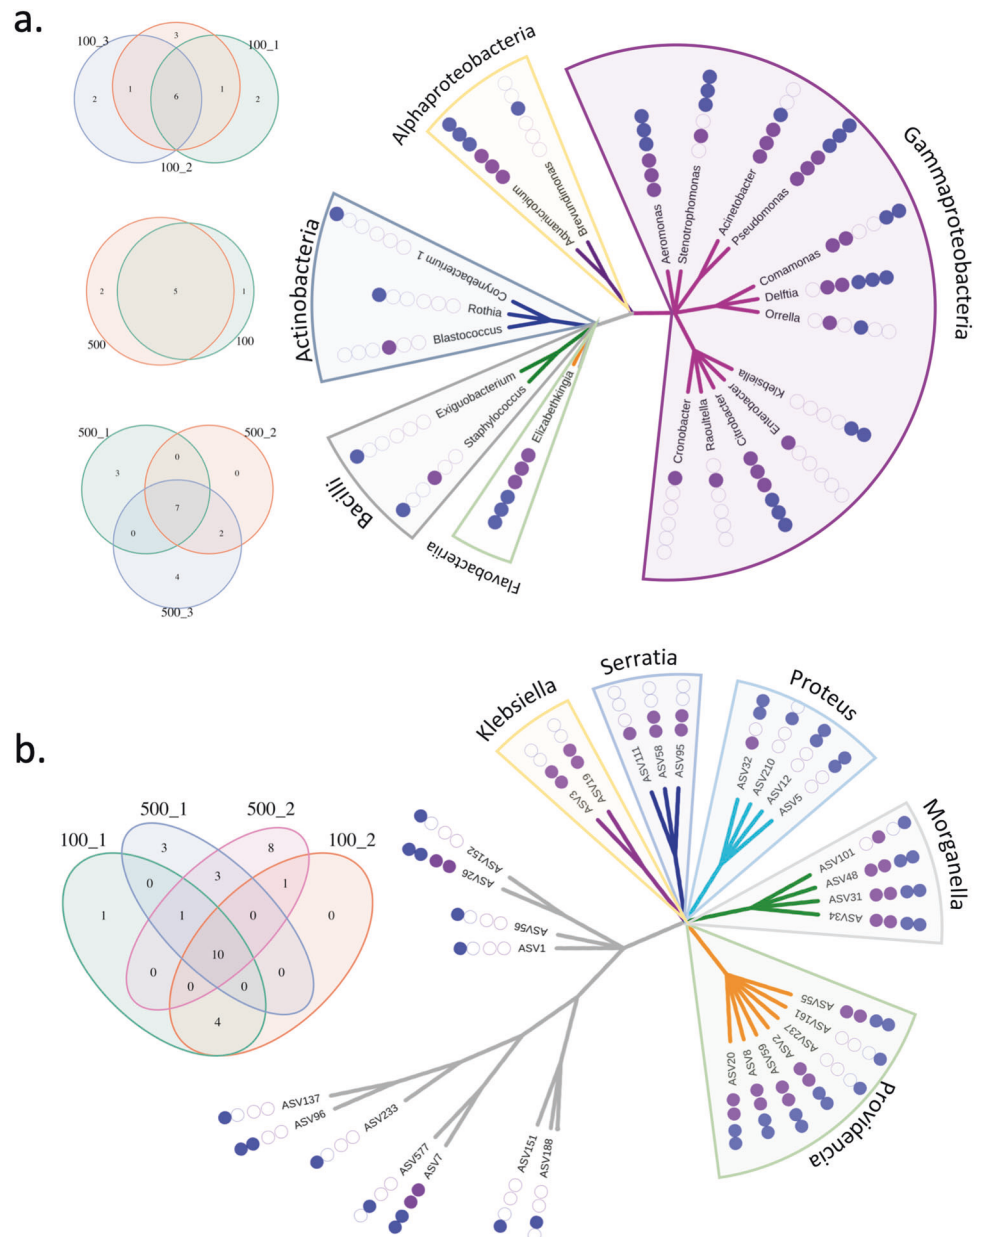 a.
100_3
100_1
3
1
1
2
6
2
100_2
2
5
1
500
100
500_1
500_2
0
3
0
7
0
2
4
500_3
Alphaproteobacteria
Aquamicrobium
Brevundimonas
Actinobacteria
Corynebacterium 1
Rothia
Blastococcus
Bacilli
Exiguobacterium
Staphylococcus
Flavobacteriia
Elizabethkingia
Gammaproteobacteria
Aeromonas
Stenotrophomonas
Acinetobacter
Pseudomonas
Comamonas
Delftia
Orrella
Klebsiella
Enterobacter
Citrobacter
Raoultella
Cronobacter
b.
500_1
500_2
100_1
100_2
3
8
0
3
1
1
1
0
0
10
0
0
0
0
4
Klebsiella
ASV3
ASV19
Serratia
ASV111
ASV58
ASV95
Proteus
ASV32
ASV210
ASV12
ASV5
Morganella
ASV101
ASV48
ASV31
ASV34
Providencia
ASV55
ASV161
ASV237
ASV2
ASV59
ASV8
ASV20
ASV152
ASV26
ASV56
ASV1
ASV137
ASV96
ASV233
ASV577
ASV7
ASV151
ASV188